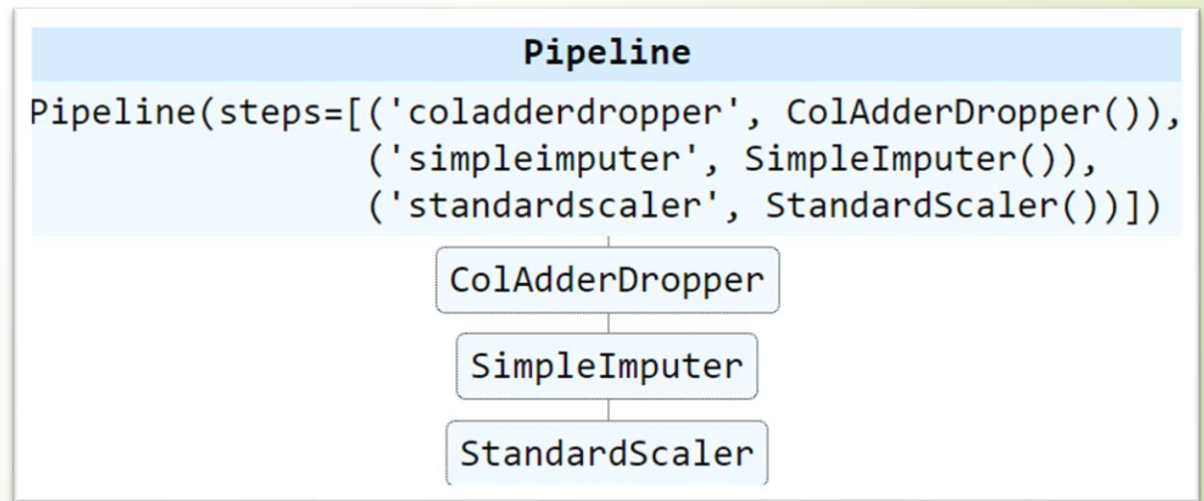 Pipeline
Pipeline(steps=[('coladderdropper', ColAdderDropper()),
('simpleimputer', SimpleImputer()),
('standardscaler', StandardScaler())])
ColAdderDropper
SimpleImputer
StandardScaler